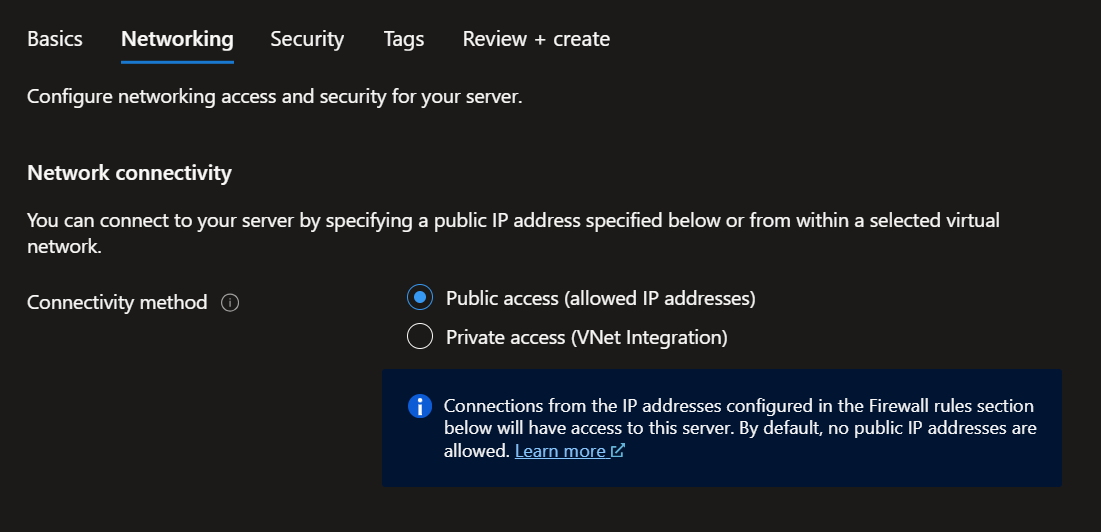 Basics Networking Security Tags Review + create
Configure networking access and security for your server.
Network connectivity
You can connect to your server by specifying a public IP address specified below or from within a selected virtual
network.
Connectivity method
Public access (allowed IP addresses)
Private access (VNet Integration)
Connections from the IP addresses configured in the Firewall rules section
below will have access to this server. By default, no public IP addresses are
allowed. Learn more